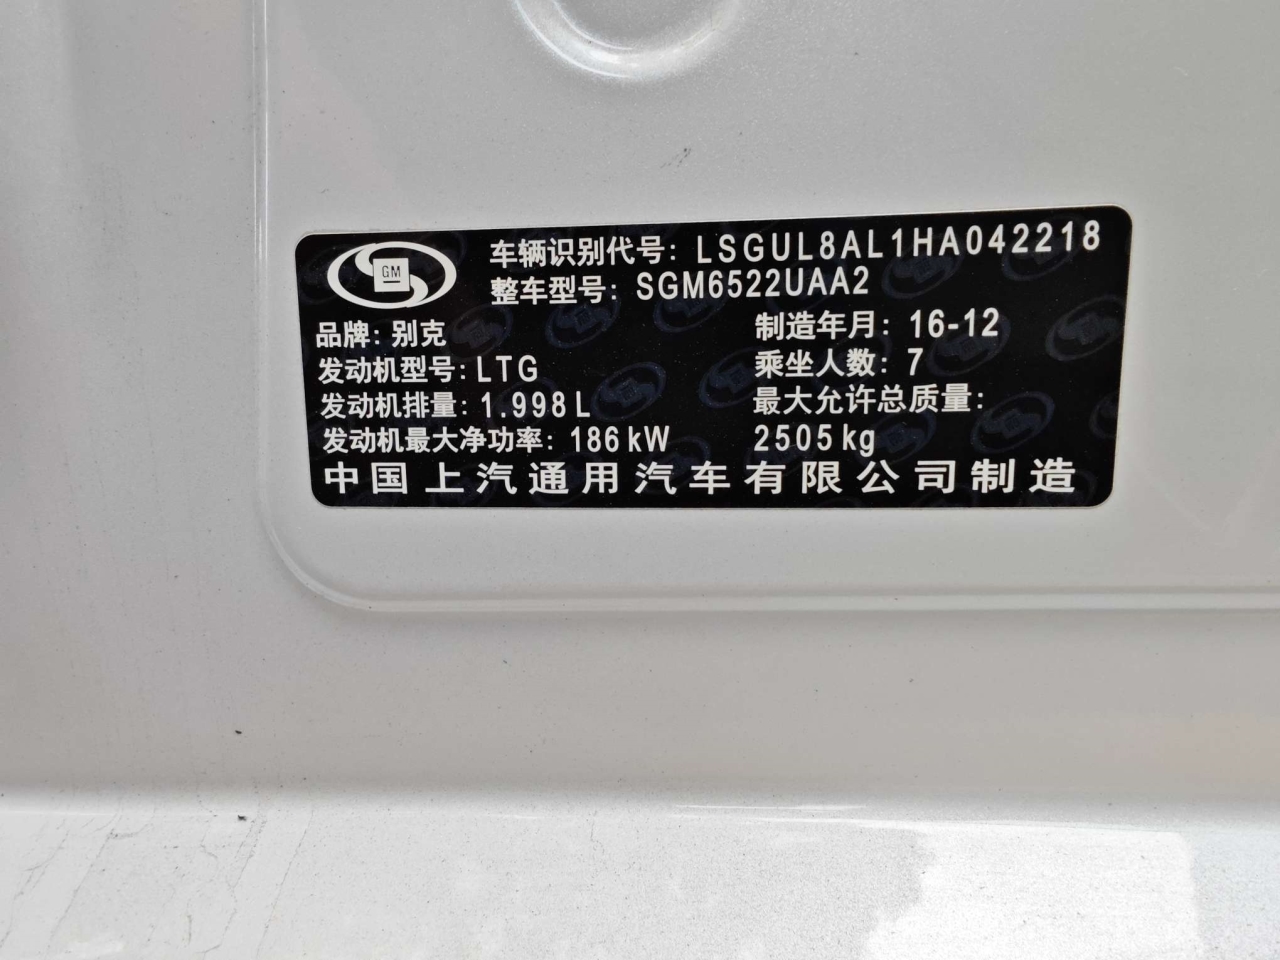 GM
车辆识别代号: LSGUL8AL1HA042218
整车型号: SGM6522UAA2
品牌: 别克
制造年月: 16-12
发动机型号: LTG
乘坐人数: 7
发动机排量: 1.998L
最大允许总质量:
发动机最大净功率: 186kW
2505kg
中国上汽通用汽车有限公司制造